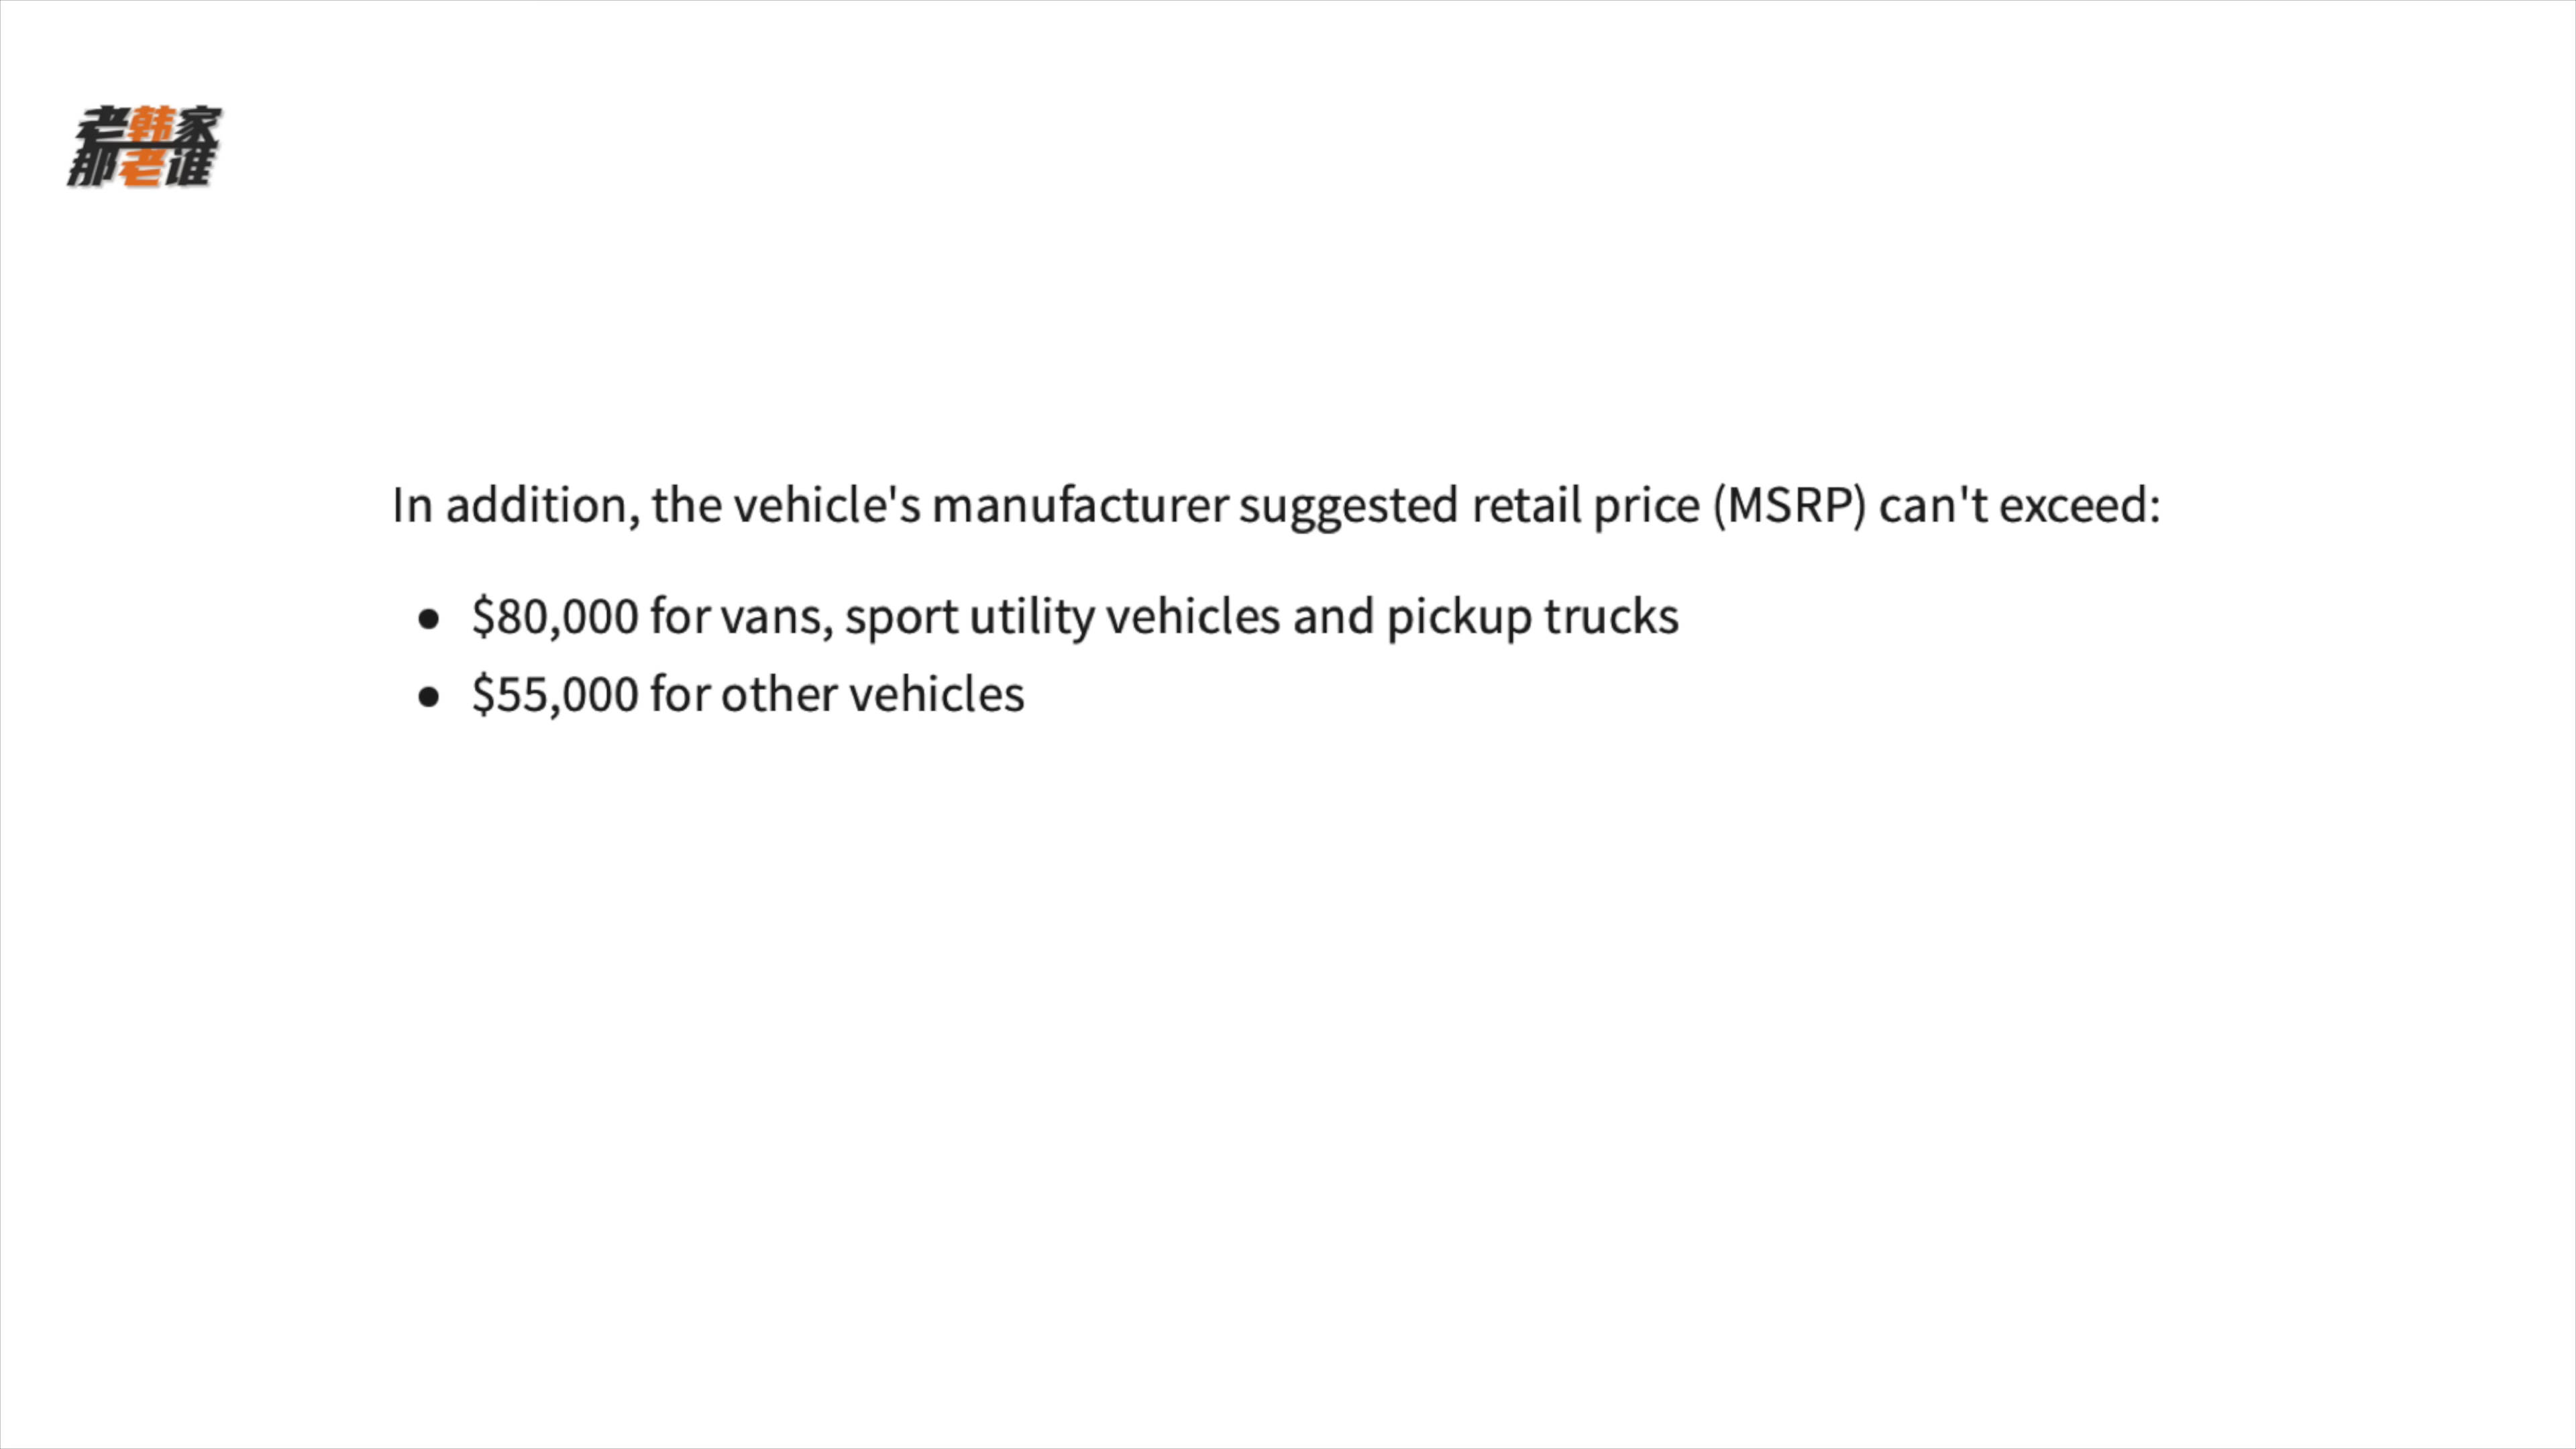 老韩家
那老谁
In addition, the vehicle's manufacturer suggested retail price (MSRP) can't exceed:
• $80,000 for vans, sport utility vehicles and pickup trucks
• $55,000 for other vehicles